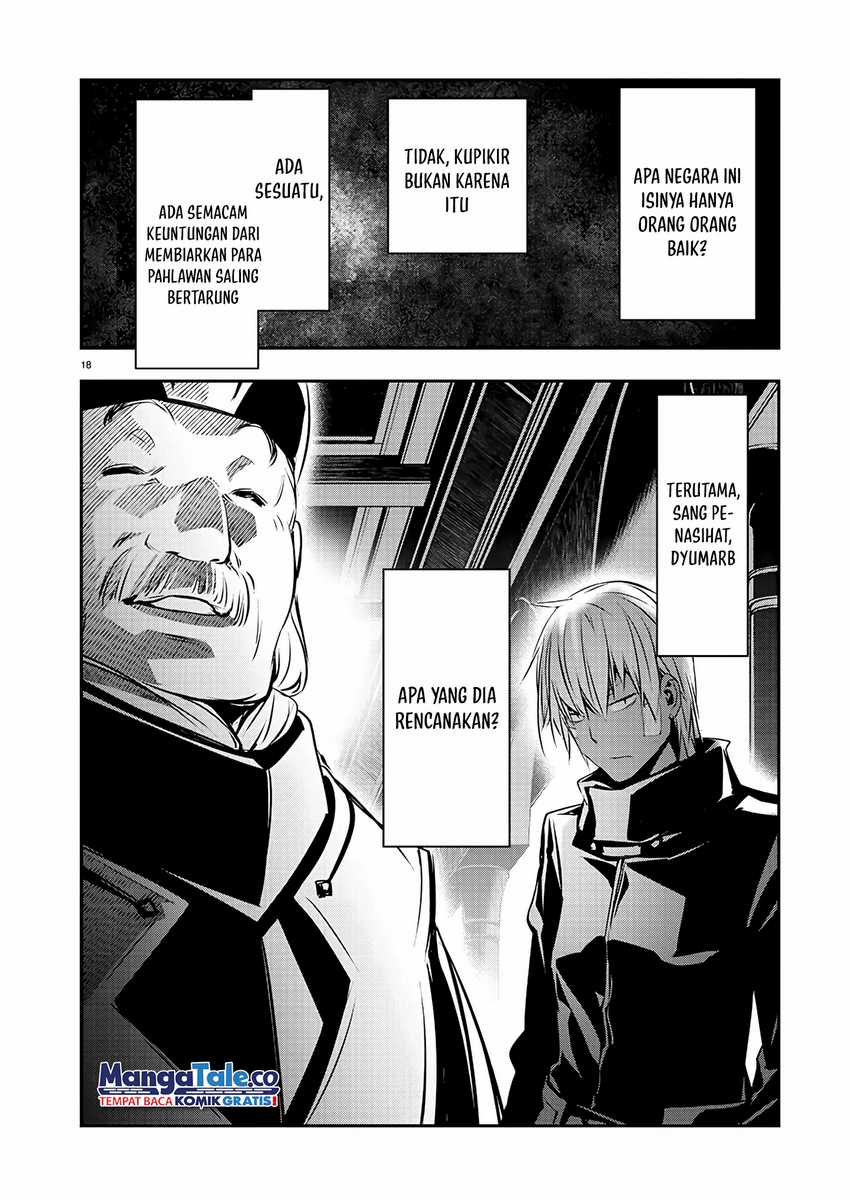 APA NEGARA INI
ISINYA HANYA
ORANG ORANG
BAIK?
TIDAK, KUPIKIR
BUKAN KARENA
ITU
ADA
SESUATU,
ADA SEMACAM
KEUNTUNGAN DARI
MEMBIARKAN PARA
PAHLAWAN SALING
BERTARUNG
18
TERUTAMA,
SANG PE-
NASIHAT,
DYUMARB
APA YANG DIA
RENCANAKAN?
MangaTale.co
TEMPAT BACA KOMIK GRATIS!